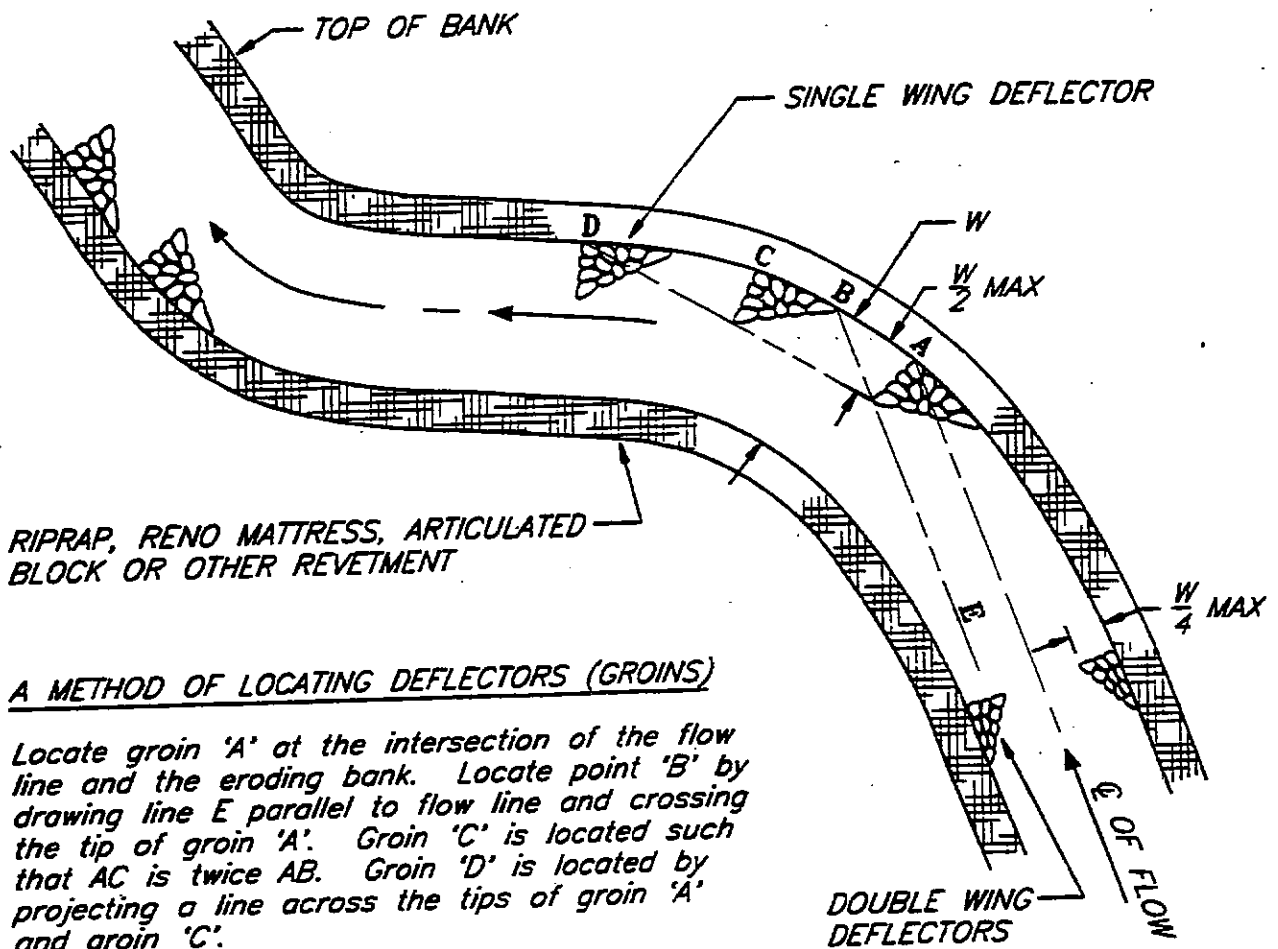 TOP OF BANK
SINGLE WING DEFLECTOR
D
C
B
W
W/2 MAX
A
RIPRAP, RENO MATTRESS, ARTICULATED
BLOCK OR OTHER REVETMENT
E
W/4 MAX
A METHOD OF LOCATING DEFLECTORS (GROINS)
Locate groin 'A' at the intersection of the flow
line and the eroding bank. Locate point 'B' by
drawing line E parallel to flow line and crossing
the tip of groin 'A'. Groin 'C' is located such
that AC is twice AB. Groin 'D' is located by
projecting a line across the tips of groin 'A'
and groin 'C'.
℄ OF FLOW
DOUBLE WING
DEFLECTORS